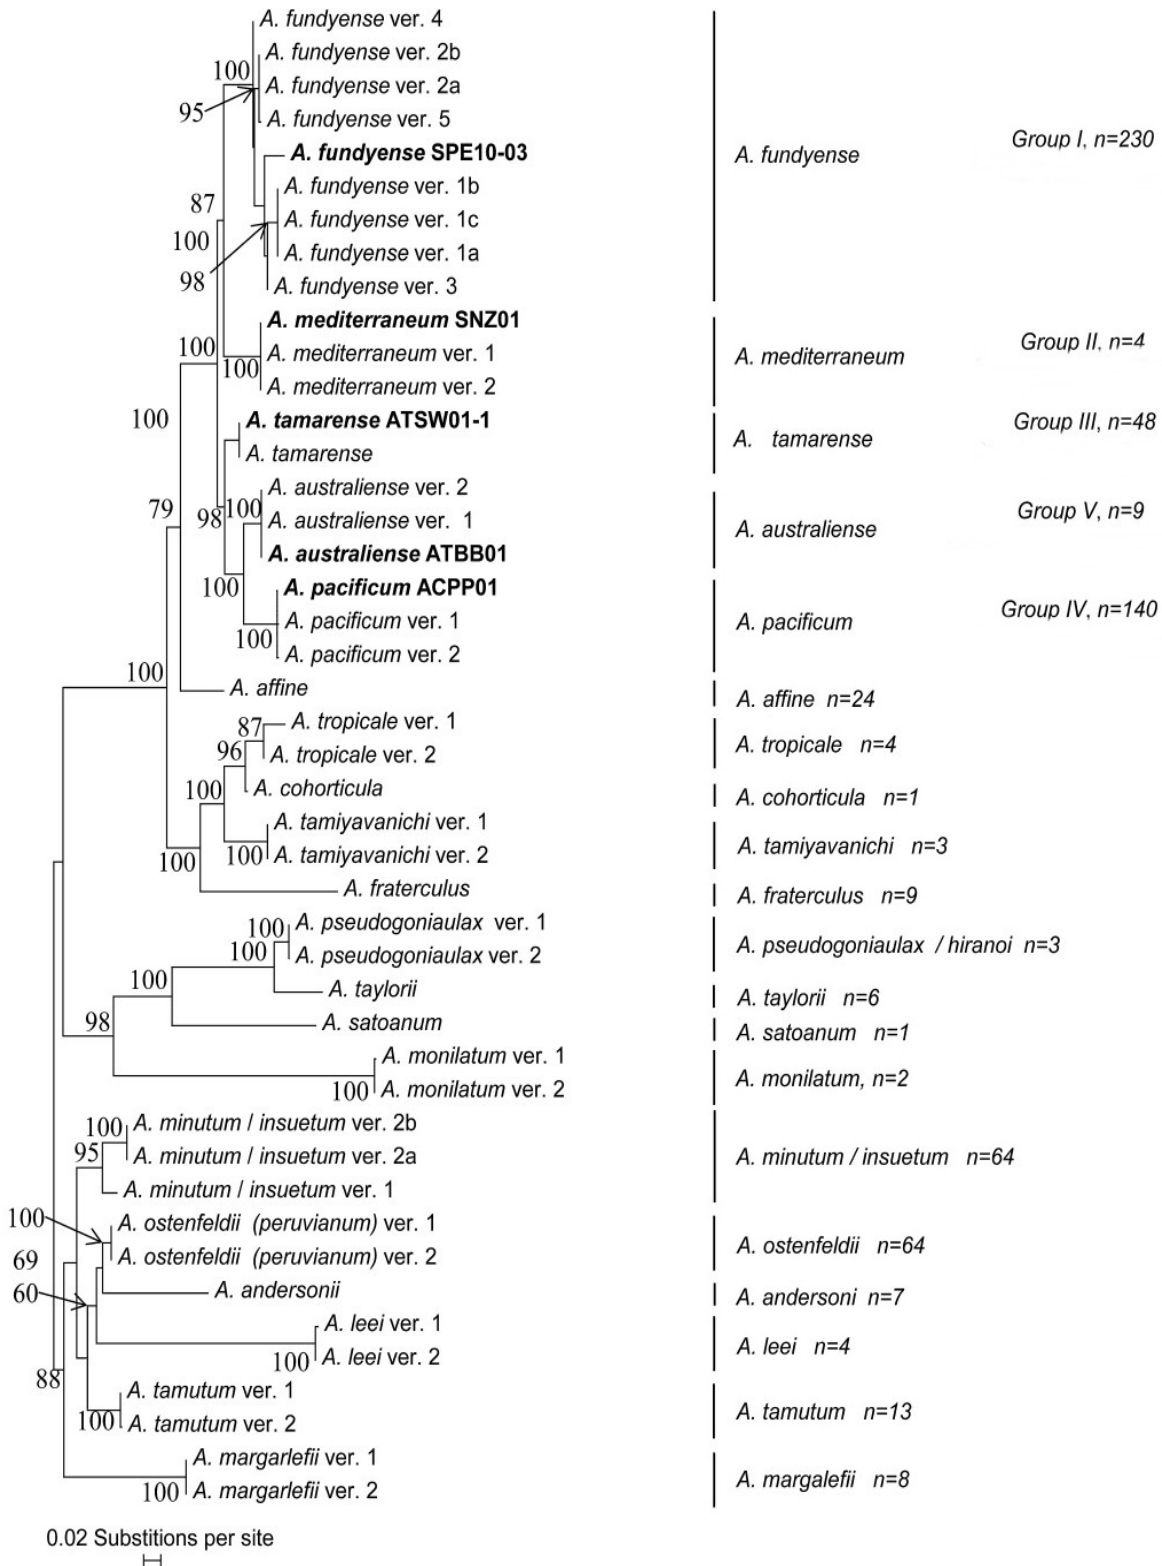 A. fundyense ver. 4
A. fundyense ver. 2b
100
A. fundyense ver. 2a
95
A. fundyense ver. 5
Group I, n=230
A. fundyense SPE10-03
A. fundyense
A. fundyense ver. 1b
87
A. fundyense ver. 1c
100
A. fundyense ver. 1a
98
A. fundyense ver. 3
A. mediterraneum SNZ01
Group II, n=4
100
A. mediterraneum ver. 1
A. mediterraneum
100
A. mediterraneum ver. 2
100
A. tamarense ATSW01-1
Group III, n=48
A. tamarense
A. tamarense
A. australiense ver. 2
79
98
100
A. australiense ver. 1
Group V, n=9
A. australiense
A. australiense ATBB01
100
A. pacificum ACPP01
Group IV, n=140
A. pacificum ver. 1
A. pacificum
100
A. pacificum ver. 2
100
A. affine
A. affine n=24
87
A. tropicale ver. 1
96
A. tropicale ver. 2
A. tropicale n=4
100
A. cohorticula
A. cohorticula n=1
A. tamiyavanichi ver. 1
100
100
A. tamiyavanichi ver. 2
A. tamiyavanichi n=3
A. fraterculus
A. fraterculus n=9
100
A. pseudogoniaulax ver. 1
100
A. pseudogoniaulax ver. 2
A. pseudogoniaulax / hiranoi n=3
100
A. taylorii
A. taylorii n=6
98
A. satoanum
A. satoanum n=1
A. monilatum ver. 1
100
A. monilatum ver. 2
A. monilatum, n=2
100
A. minutum / insuetum ver. 2b
95
A. minutum / insuetum ver. 2a
A. minutum / insuetum n=64
A. minutum / insuetum ver. 1
100
A. ostenfeldii (peruvianum) ver. 1
69
A. ostenfeldii (peruvianum) ver. 2
A. ostenfeldii n=64
60
A. andersonii
A. andersoni n=7
A. leei ver. 1
100
A. leei ver. 2
A. leei n=4
88
A. tamutum ver. 1
100
A. tamutum ver. 2
A. tamutum n=13
A. margarlefii ver. 1
100
A. margarlefii ver. 2
A. margalefii n=8
0.02 Substitions per site